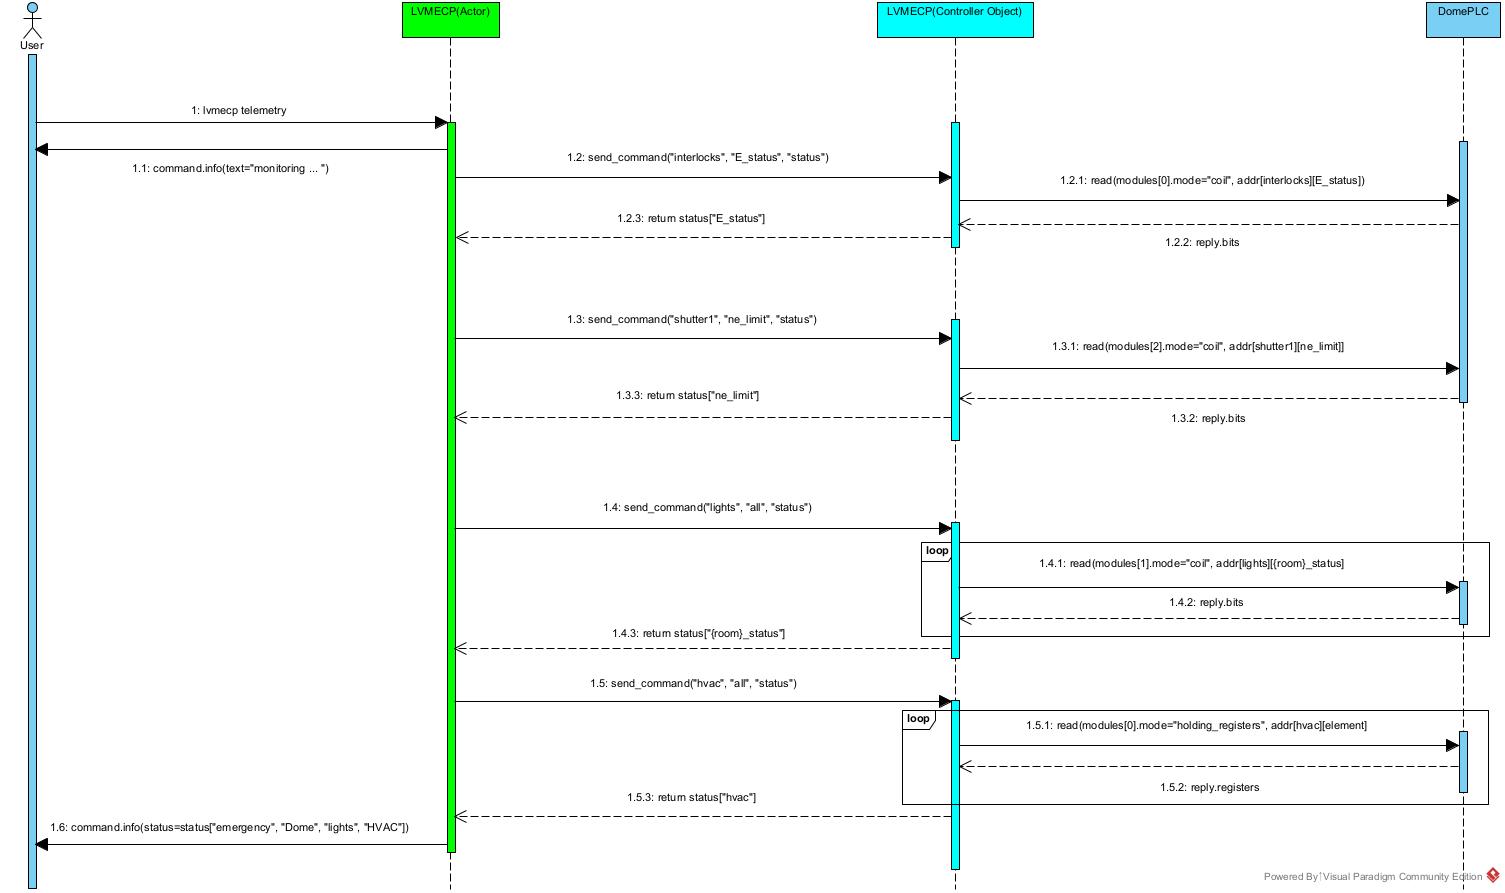 LVMECP(Actor)
LVMECP(Controller Object)
DomePLC
User
1: lvmecp telemetry
1.1: command.info(text="monitoring ... ")
1.2: send_command("interlocks", "E_status", "status")
1.2.1: read(modules[0].mode="coil", addr[interlocks][E_status])
1.2.3: return status["E_status"]
1.2.2: reply.bits
1.3: send_command("shutter1", "ne_limit", "status")
1.3.1: read(modules[2].mode="coil", addr[shutter1][ne_limit]]
1.3.3: return status["ne_limit"]
1.3.2: reply.bits
1.4: send_command("lights", "all", "status")
loop
1.4.1: read(modules[1].mode="coil", addr[lights][{room}_status]
1.4.2: reply.bits
1.4.3: return status["{room}_status"]
1.5: send_command("hvac", "all", "status")
loop
1.5.1: read(modules[0].mode="holding_registers", addr[hvac][element]
1.5.2: reply.registers
1.5.3: return status["hvac"]
1.6: command.info(status=status["emergency", "Dome", "lights", "HVAC"])
Powered By Visual Paradigm Community Edition